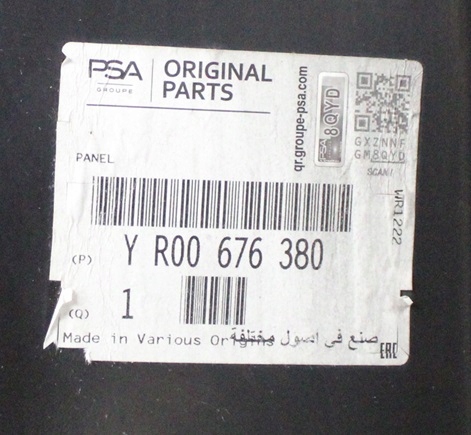 PSA
GROUPE
ORIGINAL
PARTS
qr.groupe-psa.com
8QYD
GXZNNF
GM8QYD
SCAN!
PANEL
WR1222
(P) Y R00 676 380
(Q) 1
Made in Various Origins صنع في اصول مختلفة
EAC